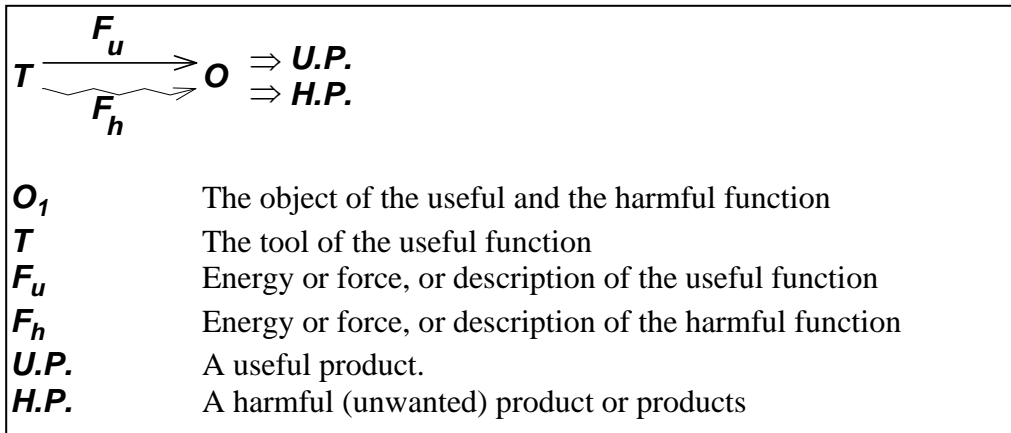 F_u
T O ⇒ U.P.
⇒ H.P.
F_h
O_1 The object of the useful and the harmful function
T The tool of the useful function
F_u Energy or force, or description of the useful function
F_h Energy or force, or description of the harmful function
U.P. A useful product.
H.P. A harmful (unwanted) product or products